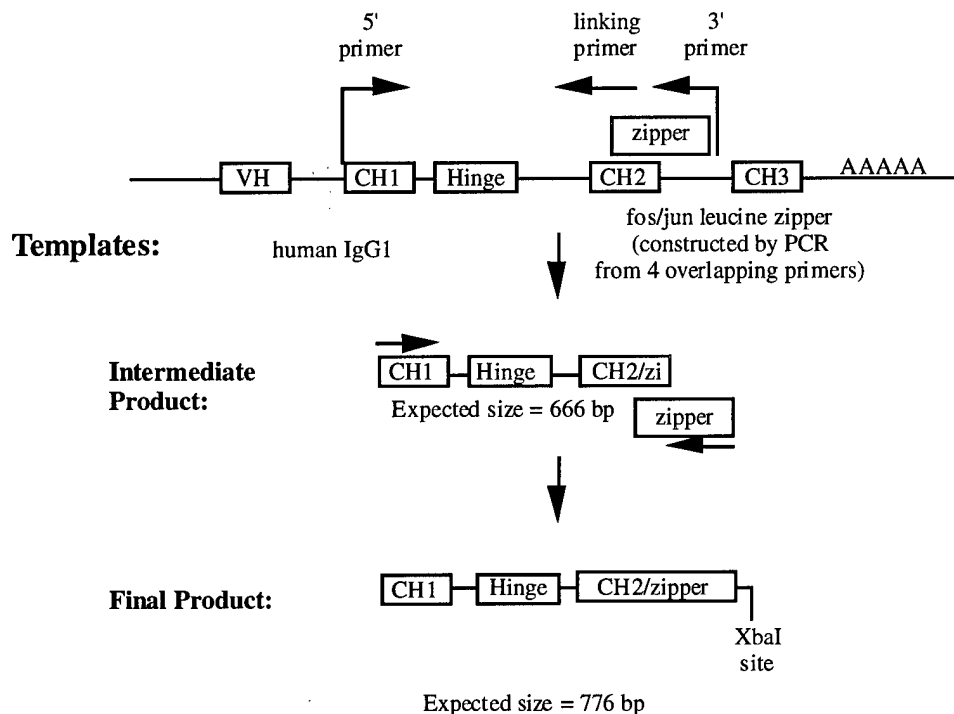 5'
primer
linking
primer
3'
primer
zipper
VH
CH1
Hinge
CH2
CH3
AAAAA
Templates:
human IgG1
fos/jun leucine zipper
(constructed by PCR
from 4 overlapping primers)
Intermediate
Product:
CH1
Hinge
CH2/zi
Expected size = 666 bp
zipper
Final Product:
CH1
Hinge
CH2/zipper
XbaI
site
Expected size = 776 bp